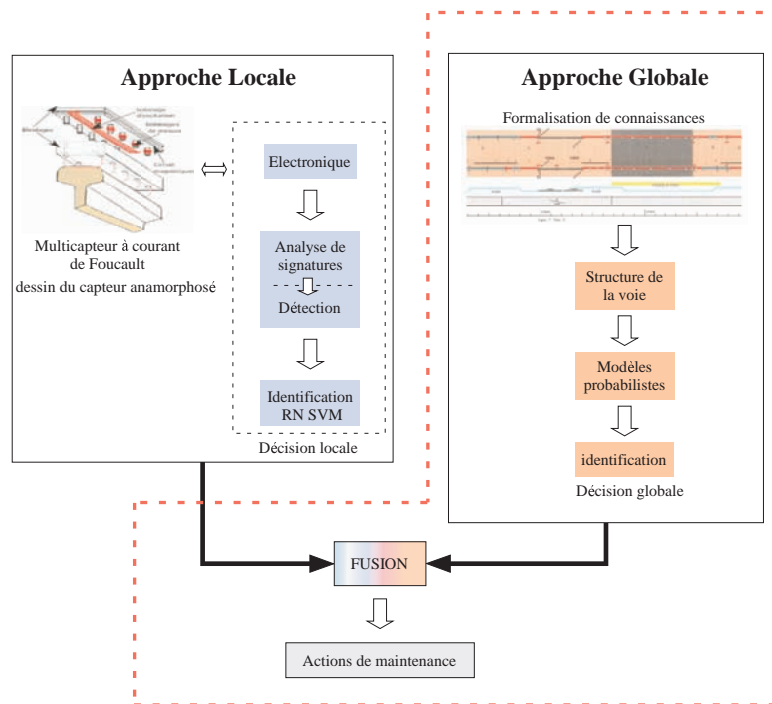 Approche Locale
Electronique
Multicapteur à courant
de Foucault
dessin du capteur anamorphosé
Analyse de
signatures
Détection
Identification
RN SVM
Décision locale
Approche Globale
Formalisation de connaissances
Structure de
la voie
Modèles
probabilistes
identification
Décision globale
FUSION
Actions de maintenance